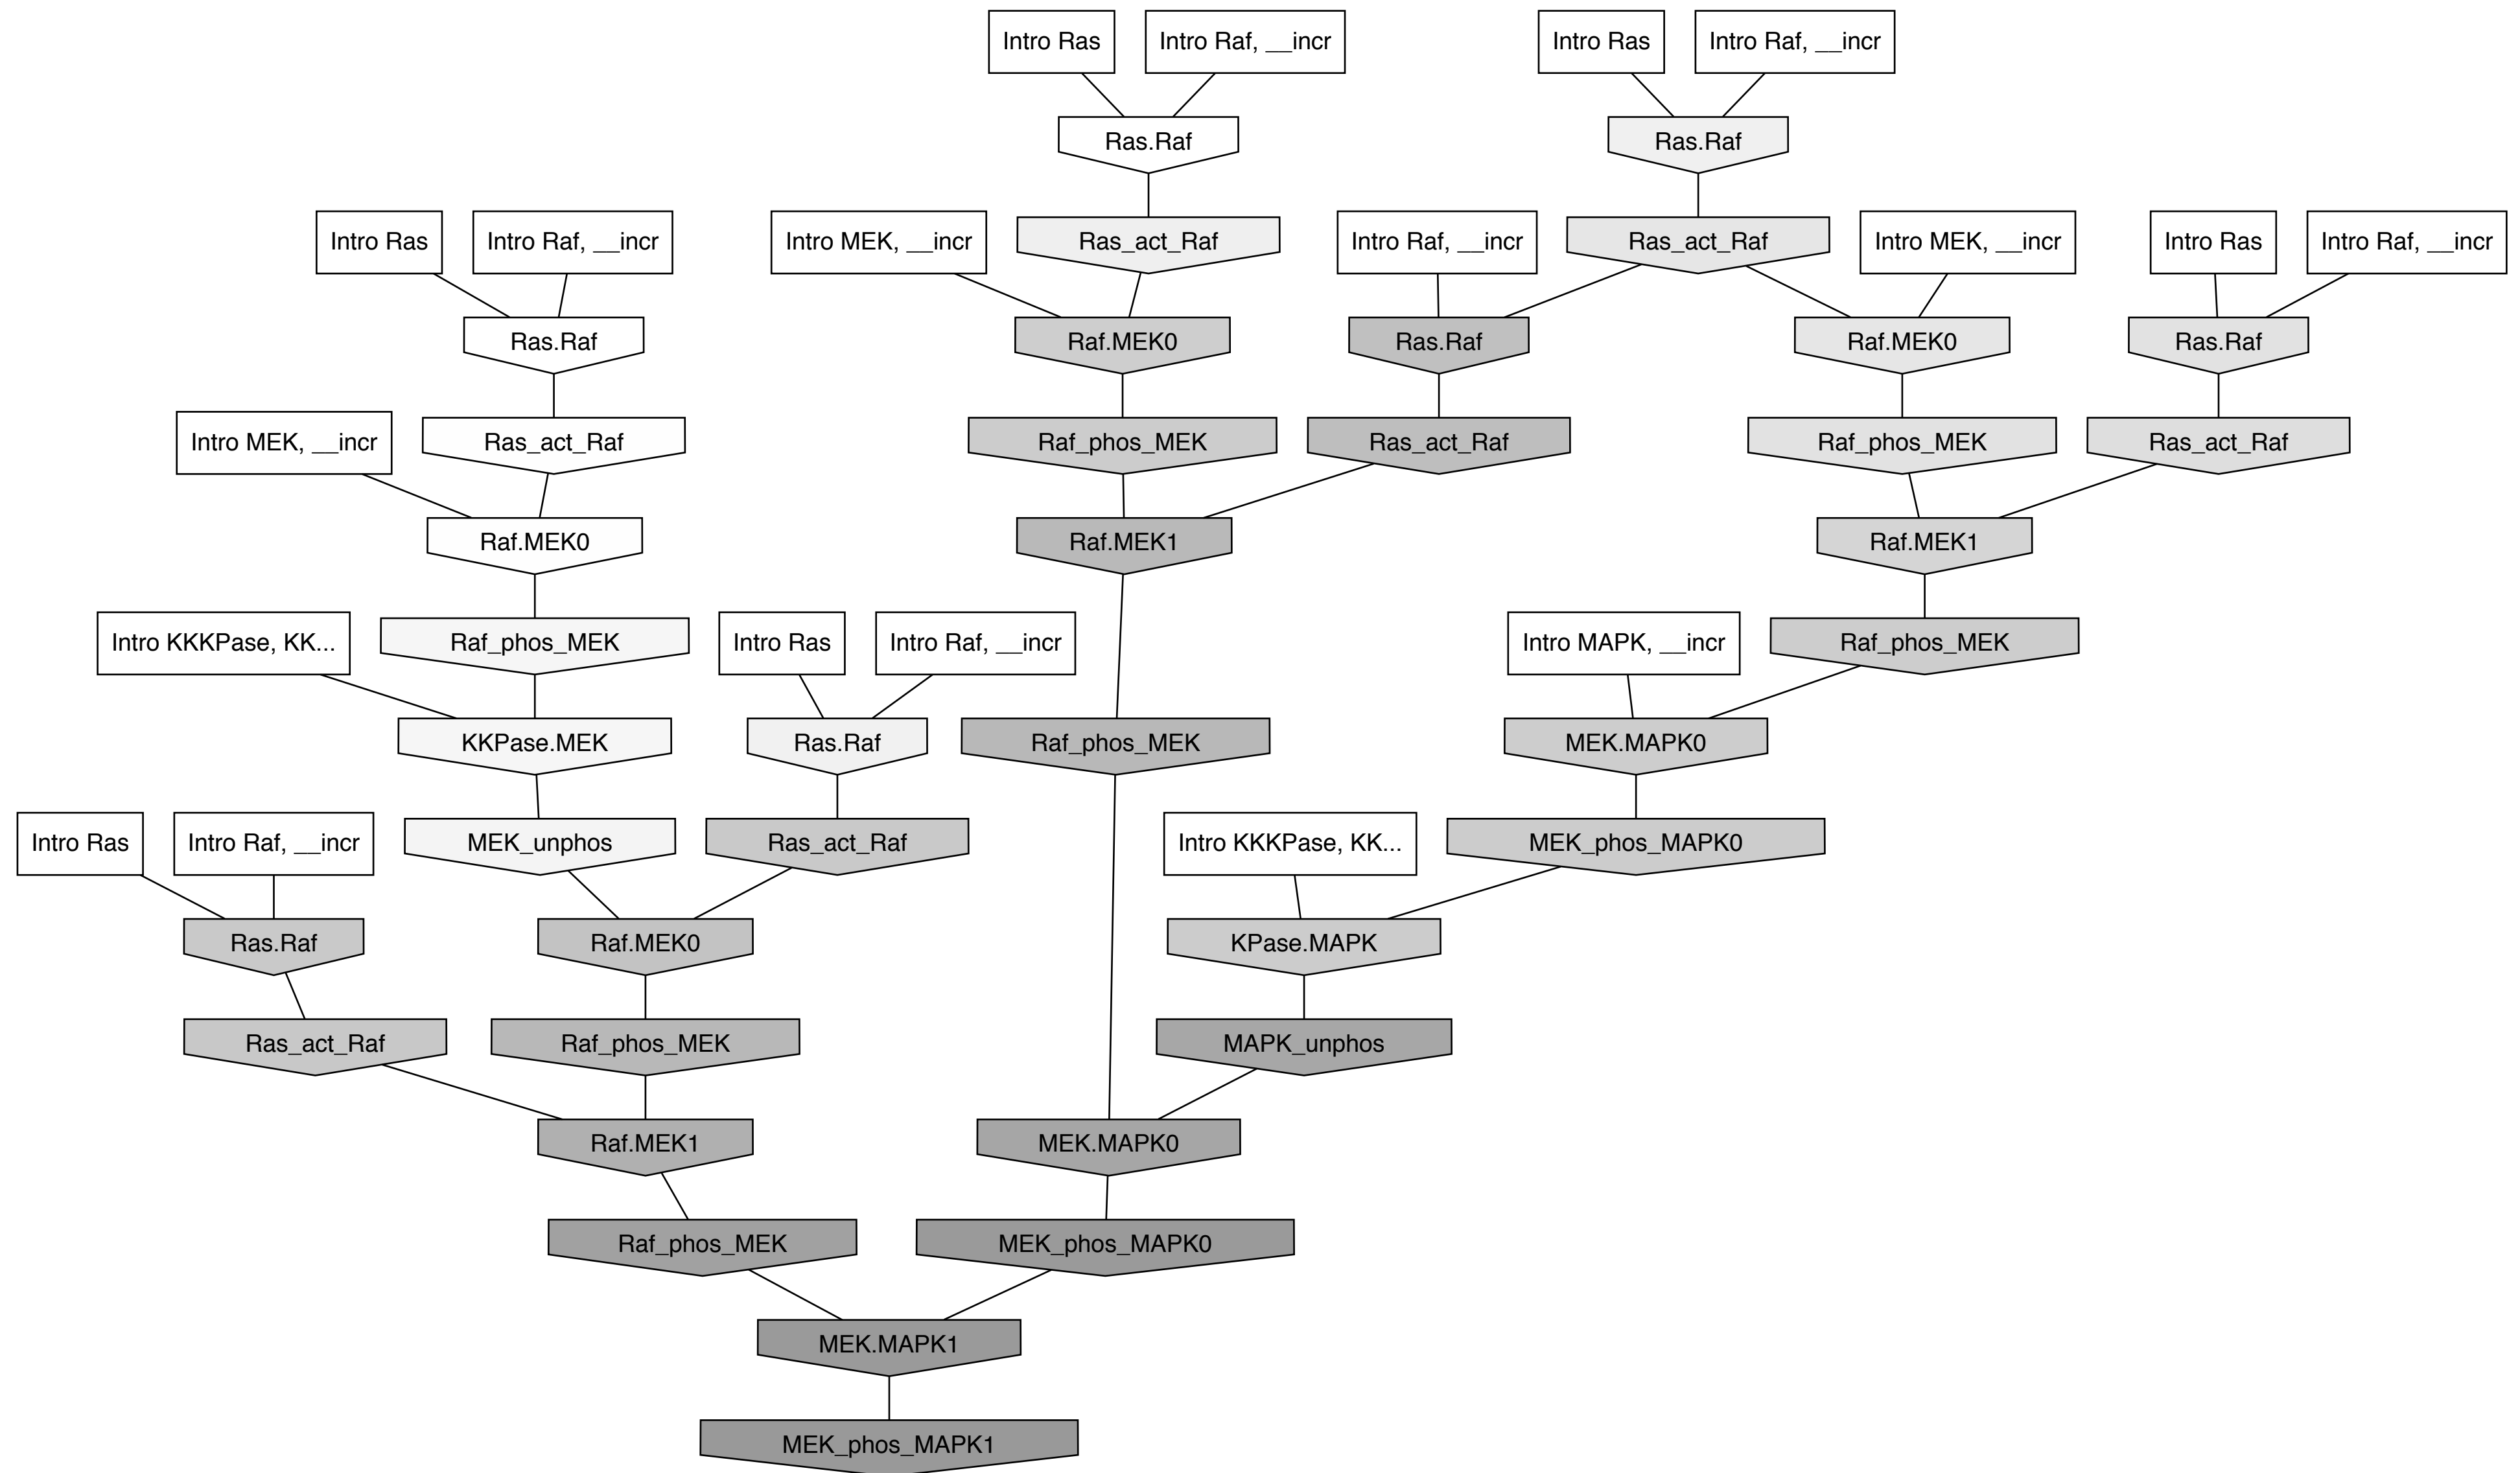 Intro Ras
Intro Raf, __incr
Intro Ras
Intro Raf, __incr
Ras.Raf
Ras.Raf
Intro Ras
Intro Raf, __incr
Intro MEK, __incr
Ras_act_Raf
Intro Raf, __incr
Ras_act_Raf
Intro MEK, __incr
Intro Ras
Intro Raf, __incr
Ras.Raf
Raf.MEK0
Ras.Raf
Raf.MEK0
Ras.Raf
Intro MEK, __incr
Ras_act_Raf
Raf_phos_MEK
Ras_act_Raf
Raf_phos_MEK
Ras_act_Raf
Raf.MEK0
Raf.MEK1
Raf.MEK1
Intro KKKPase, KK...
Raf_phos_MEK
Intro Ras
Intro Raf, __incr
Intro MAPK, __incr
Raf_phos_MEK
KKPase.MEK
Ras.Raf
Raf_phos_MEK
MEK.MAPK0
Intro Ras
Intro Raf, __incr
MEK_unphos
Ras_act_Raf
Intro KKKPase, KK...
MEK_phos_MAPK0
Ras.Raf
Raf.MEK0
KPase.MAPK
Ras_act_Raf
Raf_phos_MEK
MAPK_unphos
Raf.MEK1
MEK.MAPK0
Raf_phos_MEK
MEK_phos_MAPK0
MEK.MAPK1
MEK_phos_MAPK1